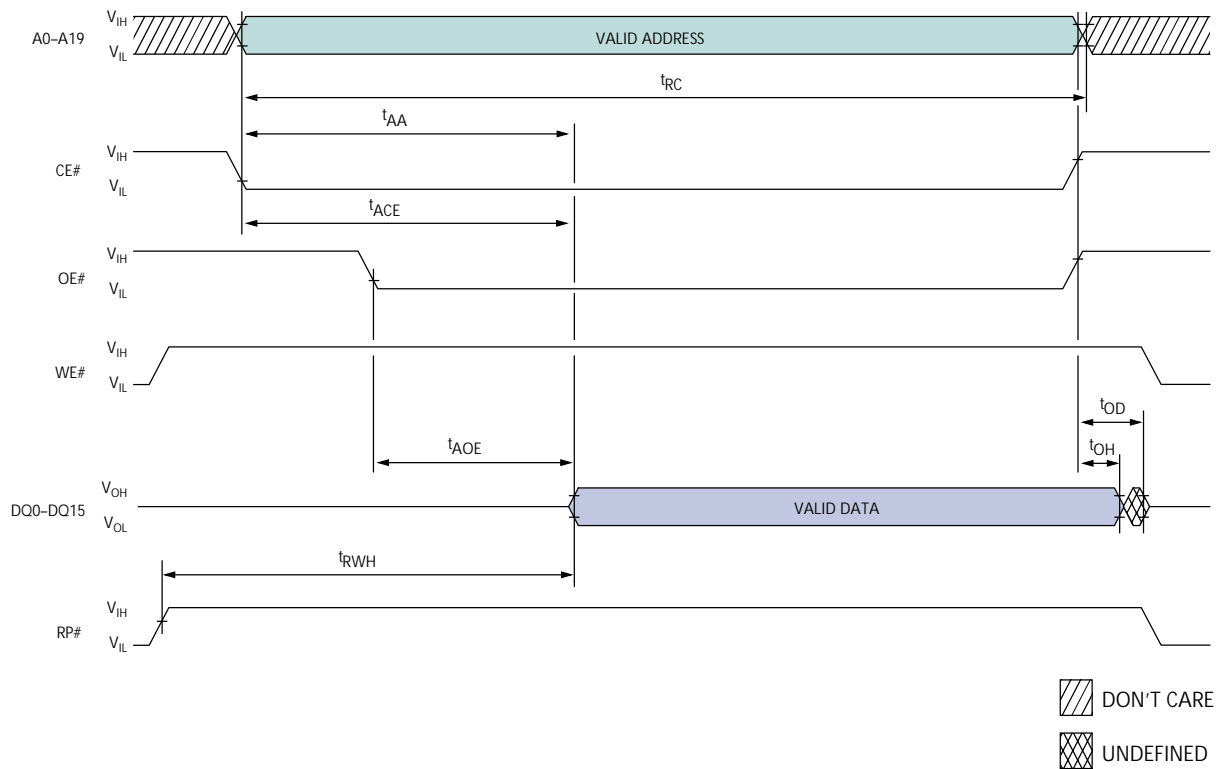 VIH
A0–A19
VALID ADDRESS
VIL
tRC
tAA
VIH
CE#
VIL
tACE
VIH
OE#
VIL
VIH
WE#
VIL
tOD
tAOE
tOH
VOH
DQ0–DQ15
VALID DATA
VOL
tRWH
VIH
RP#
VIL
DON'T CARE
UNDEFINED